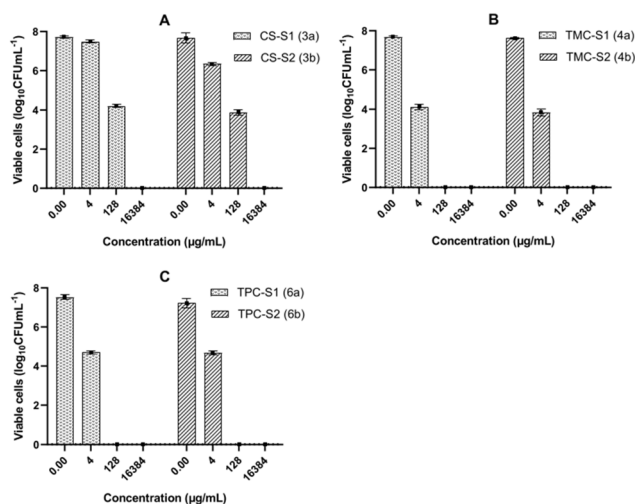 A
CS-S1 (3a)
CS-S2 (3b)
Viable cells (log10CFUmL-1)
8
6
4
2
0
0.00 4 128 16384 0.00 4 128 16384
Concentration (µg/mL)
B
TMC-S1 (4a)
TMC-S2 (4b)
Viable cells (log10CFUmL-1)
8
6
4
2
0
0.00 4 128 16384 0.00 4 128 16384
Concentration (µg/mL)
C
TPC-S1 (6a)
TPC-S2 (6b)
Viable cells (log10CFUmL-1)
8
6
4
2
0
0.00 4 128 16384 0.00 4 128 16384
Concentration (µg/mL)